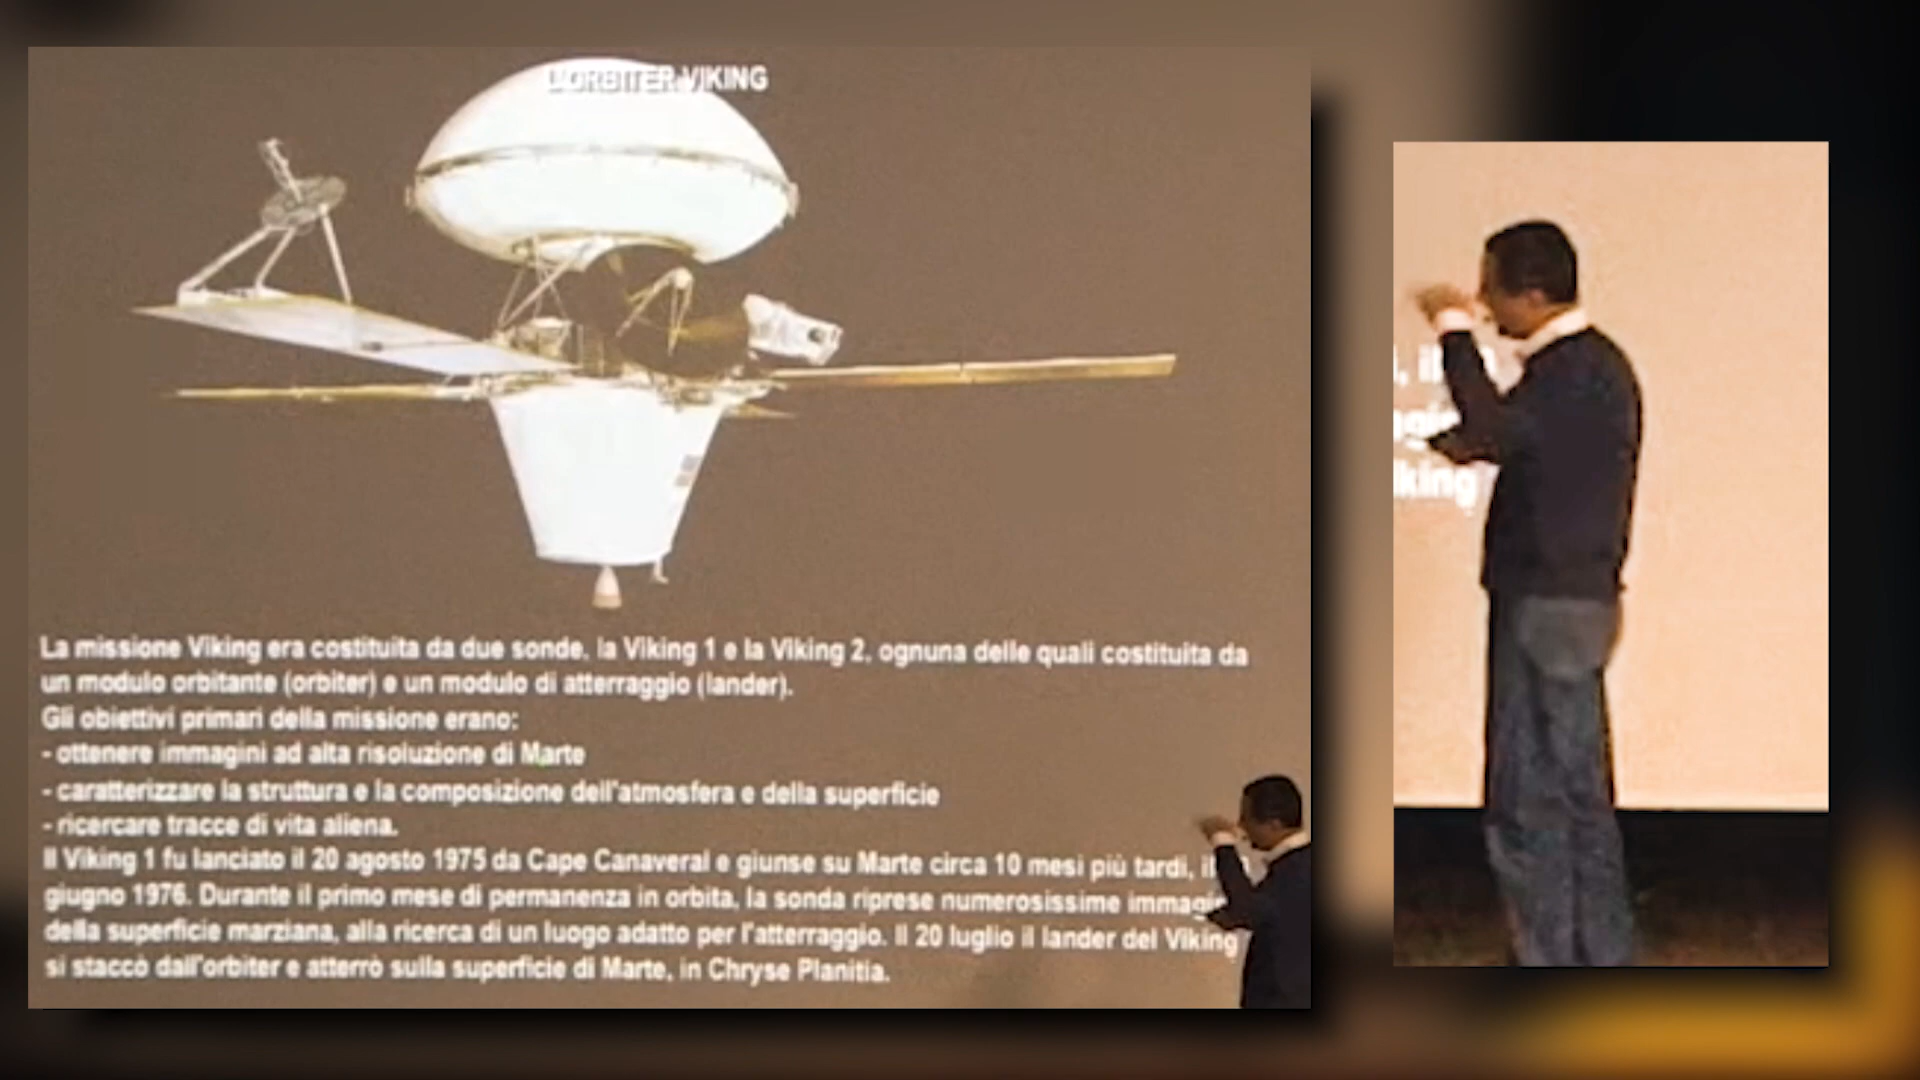 L'ORBITER VIKING
La missione Viking era costituita da due sonde, la Viking 1 e la Viking 2, ognuna delle quali costituita da
un modulo orbitante (orbiter) e un modulo di atterraggio (lander).
Gli obiettivi primari della missione erano:
- ottenere immagini ad alta risoluzione di Marte
- caratterizzare la struttura e la composizione dell'atmosfera e della superficie
- ricercare tracce di vita aliena.
Il Viking 1 fu lanciato il 20 agosto 1975 da Cape Canaveral e giunse su Marte circa 10 mesi più tardi, il
giugno 1976. Durante il primo mese di permanenza in orbita, la sonda riprese numerosissime immagi
della superficie marziana, alla ricerca di un luogo adatto per l'atterraggio. Il 20 luglio il lander del Viking
si staccò dall'orbiter e atterrò sulla superficie di Marte, in Chryse Planitia.
, il
iking